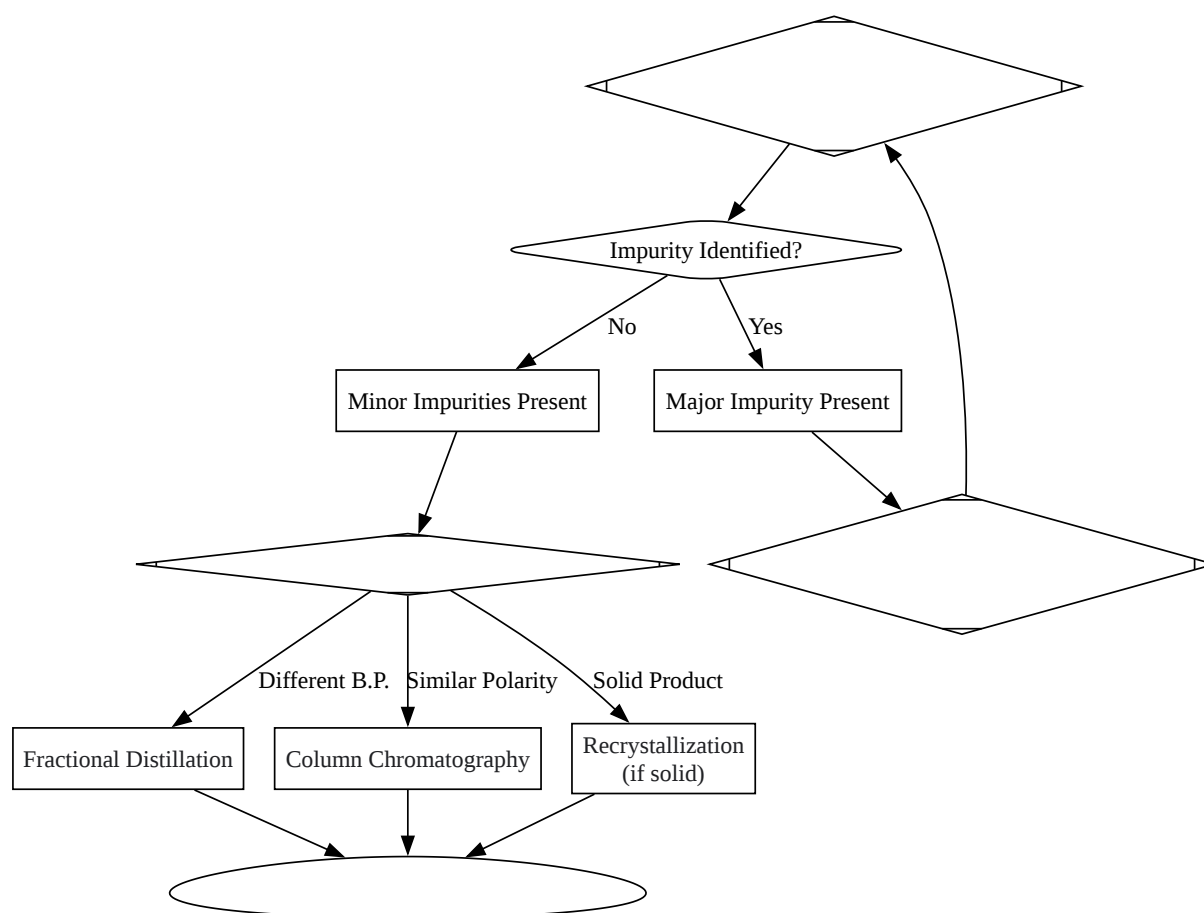 Impurity Identified?
No
Yes
Minor Impurities Present
Major Impurity Present
Different B.P.
Similar Polarity
Solid Product
Fractional Distillation
Column Chromatography
Recrystallization
(if solid)